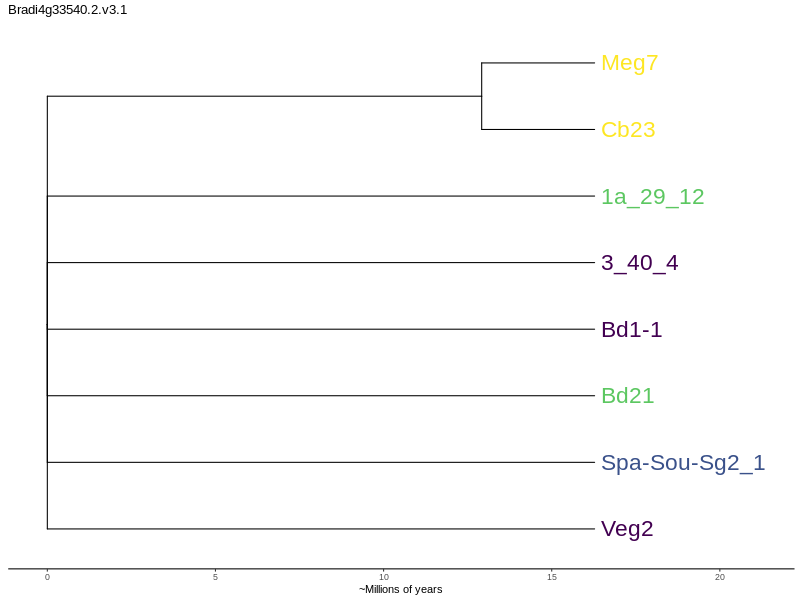 Bradi4g33540.2.v3.1
Meg7
Cb23
1a_29_12
3_40_4
Bd1-1
Bd21
Spa-Sou-Sg2_1
Veg2
0 5 10 15 20
~Millions of years